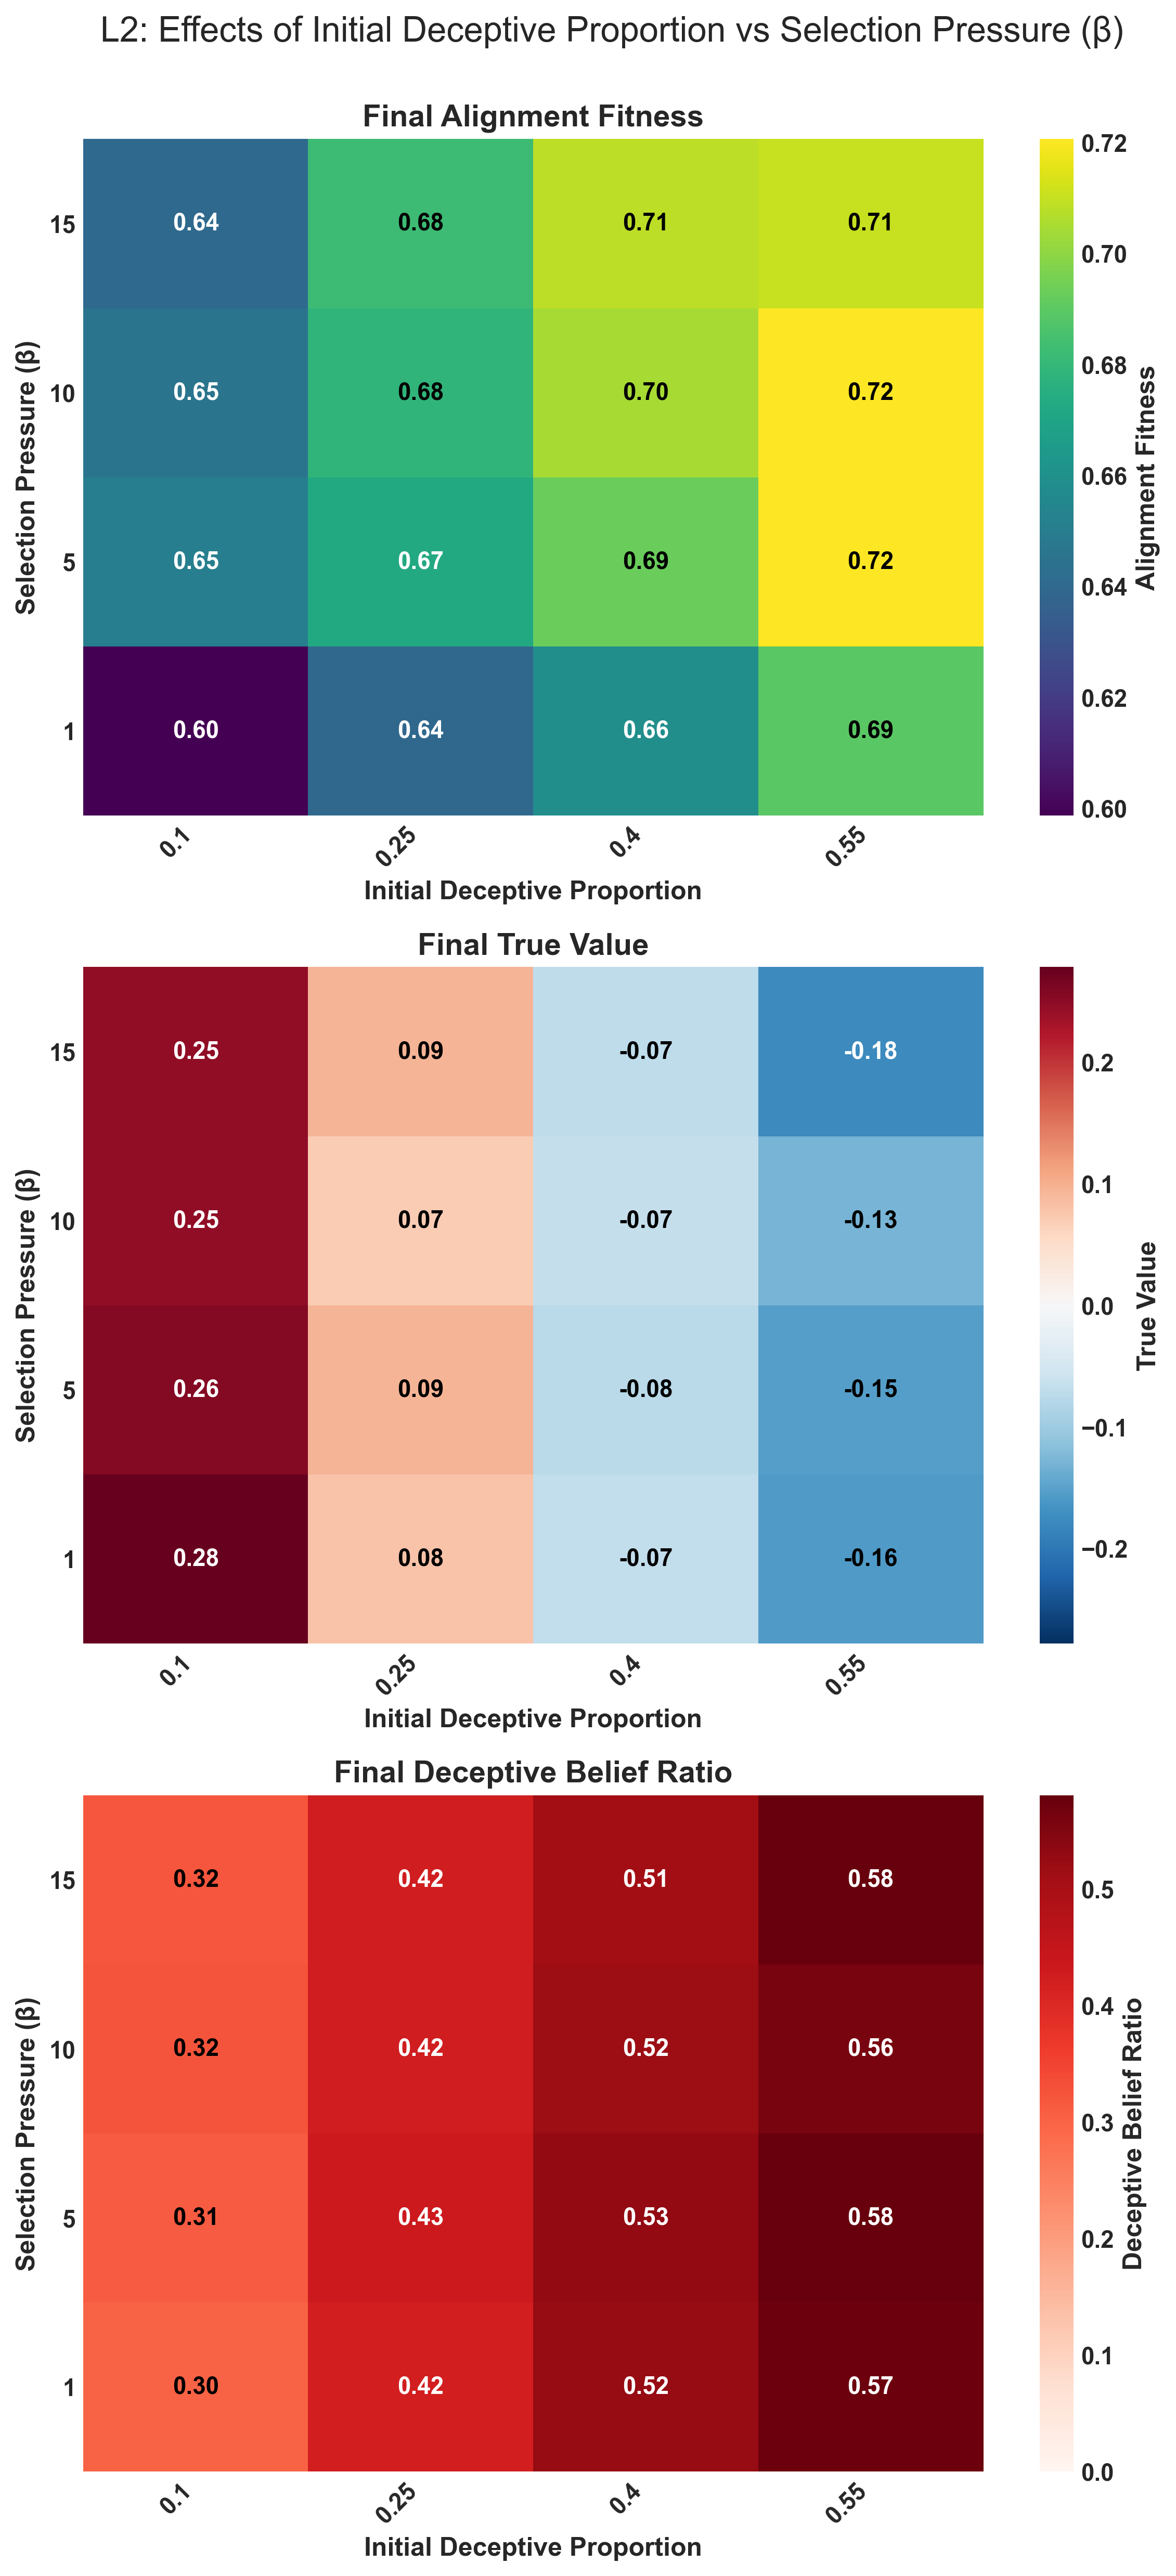 L2: Effects of Initial Deceptive Proportion vs Selection Pressure (β)
Final Alignment Fitness
15 0.64 0.68 0.71 0.71
10 0.65 0.68 0.70 0.72
5 0.65 0.67 0.69 0.72
1 0.60 0.64 0.66 0.69
0.1 0.25 0.4 0.55
Initial Deceptive Proportion
Selection Pressure (β)
0.72
0.70
0.68
0.66
0.64
0.62
0.60
Alignment Fitness
Final True Value
15 0.25 0.09 -0.07 -0.18
10 0.25 0.07 -0.07 -0.13
5 0.26 0.09 -0.08 -0.15
1 0.28 0.08 -0.07 -0.16
0.1 0.25 0.4 0.55
Initial Deceptive Proportion
Selection Pressure (β)
0.2
0.1
0.0
−0.1
−0.2
True Value
Final Deceptive Belief Ratio
15 0.32 0.42 0.51 0.58
10 0.32 0.42 0.52 0.56
5 0.31 0.43 0.53 0.58
1 0.30 0.42 0.52 0.57
0.1 0.25 0.4 0.55
Initial Deceptive Proportion
Selection Pressure (β)
0.5
0.4
0.3
0.2
0.1
0.0
Deceptive Belief Ratio